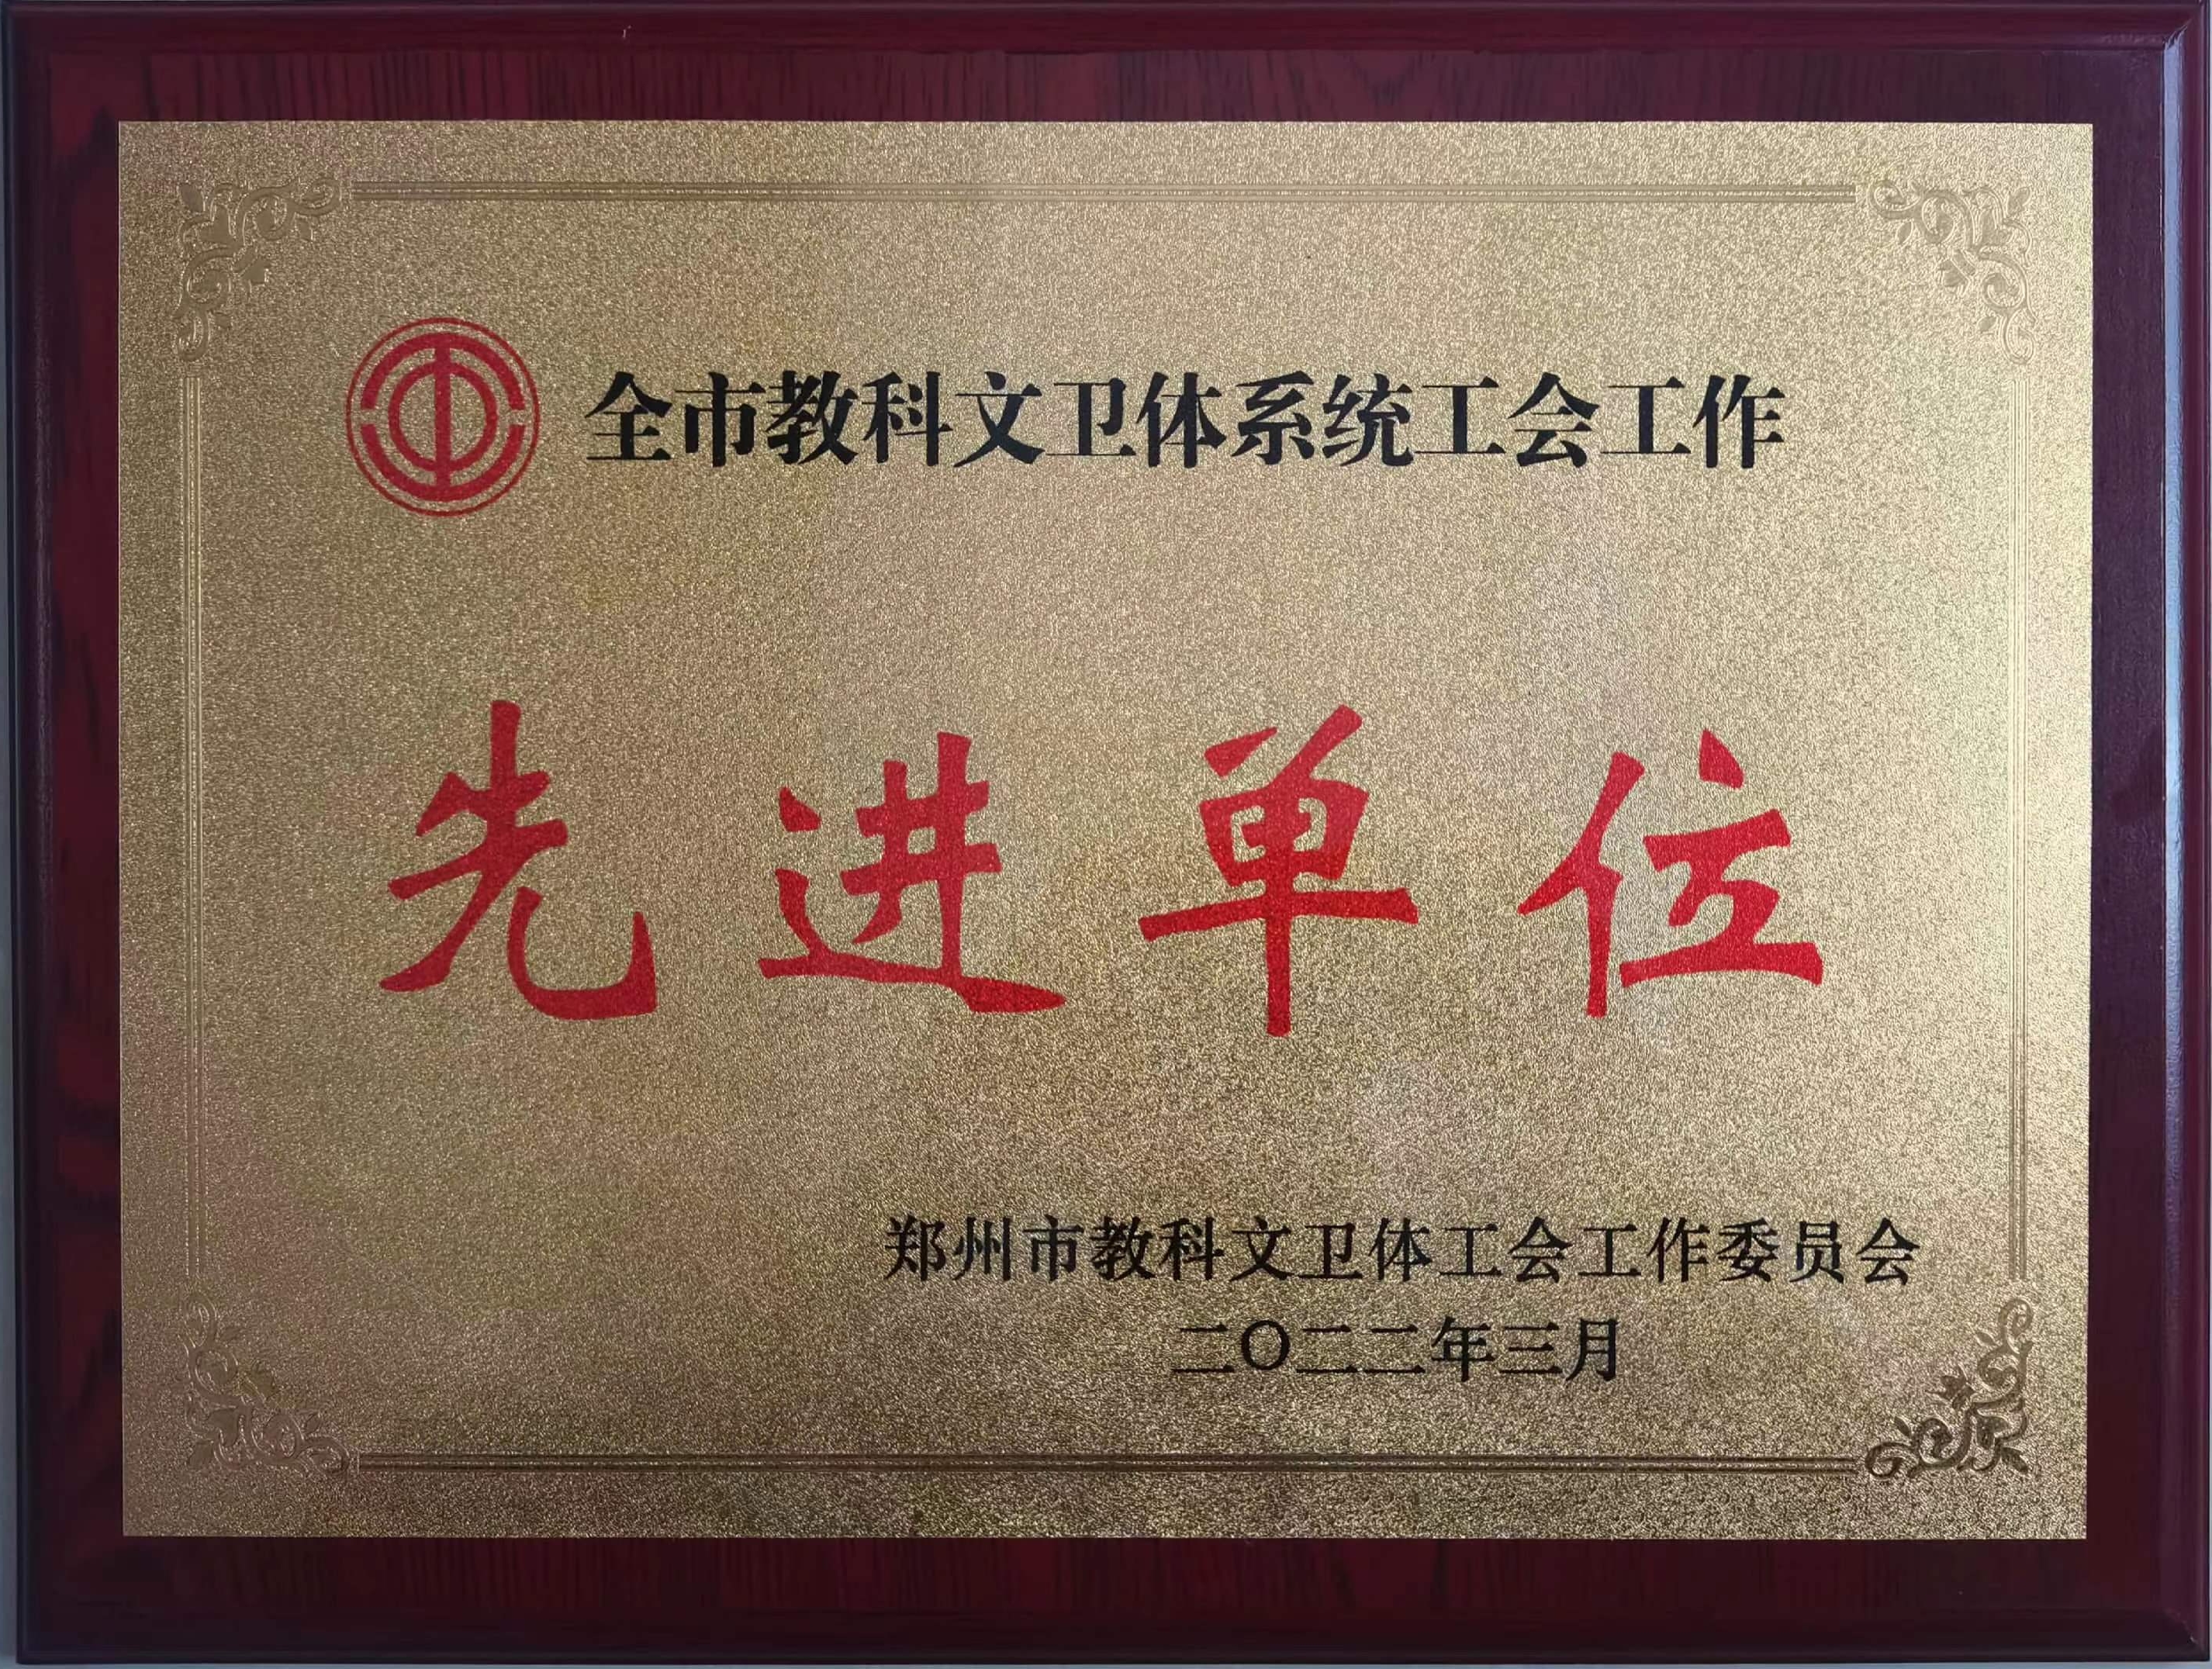 全市教科文卫体系统工会工作
先进单位
郑州市教科文卫体工会工作委员会
二〇二二年三月